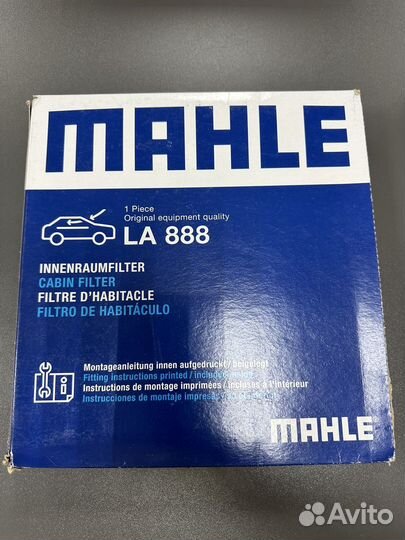 MAHLE
1 Piece
Original equipment quality
LA 888
INNENRAUMFILTER
CABIN FILTER
FILTRE D'HABITACLE
FILTRO DE HABITÁCULO
Montageanleitung innen aufgedruckt / beigelegt
Fitting instructions printed / included inside
Instructions de montage imprimées / incluses à l'intérieur
Instrucciones de montaje impresas /
MAHLE
Avito